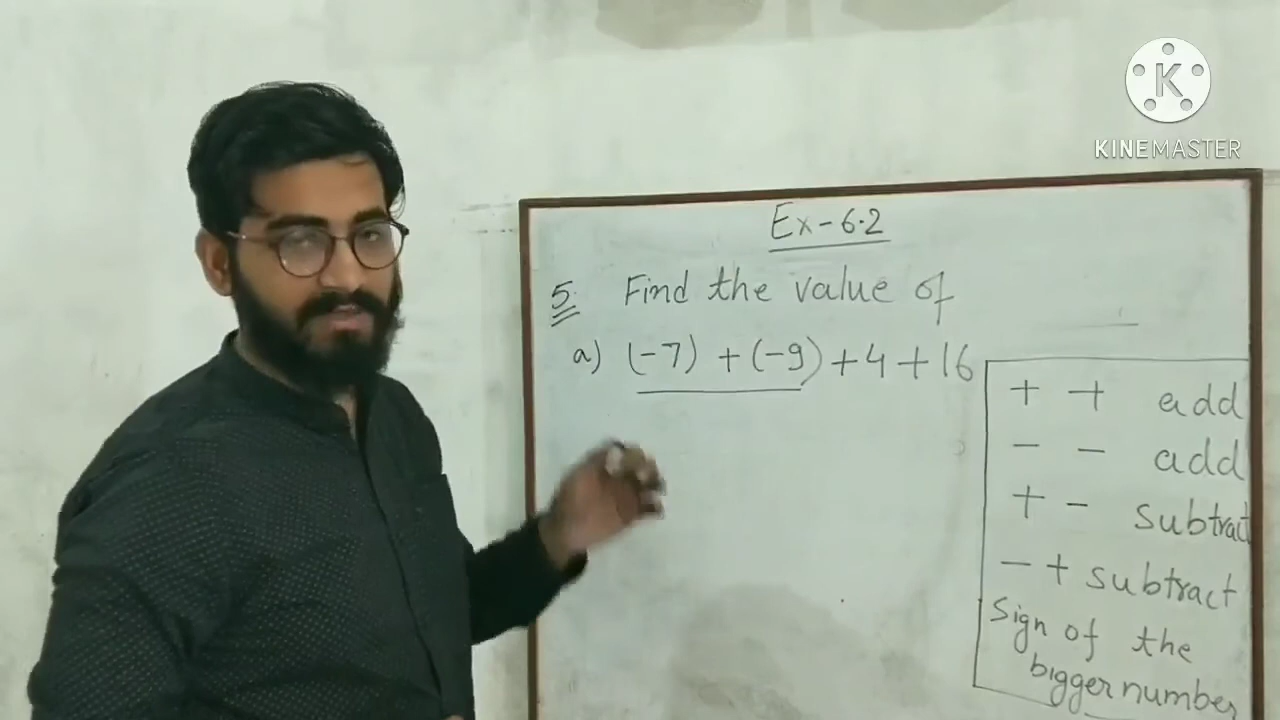 KINEMASTER
Ex-6.2
5. Find the value of
a) (-7) + (-9) + 4 + 16
+ + add
- - add
+ - subtract
- + subtract
Sign of the
bigger number